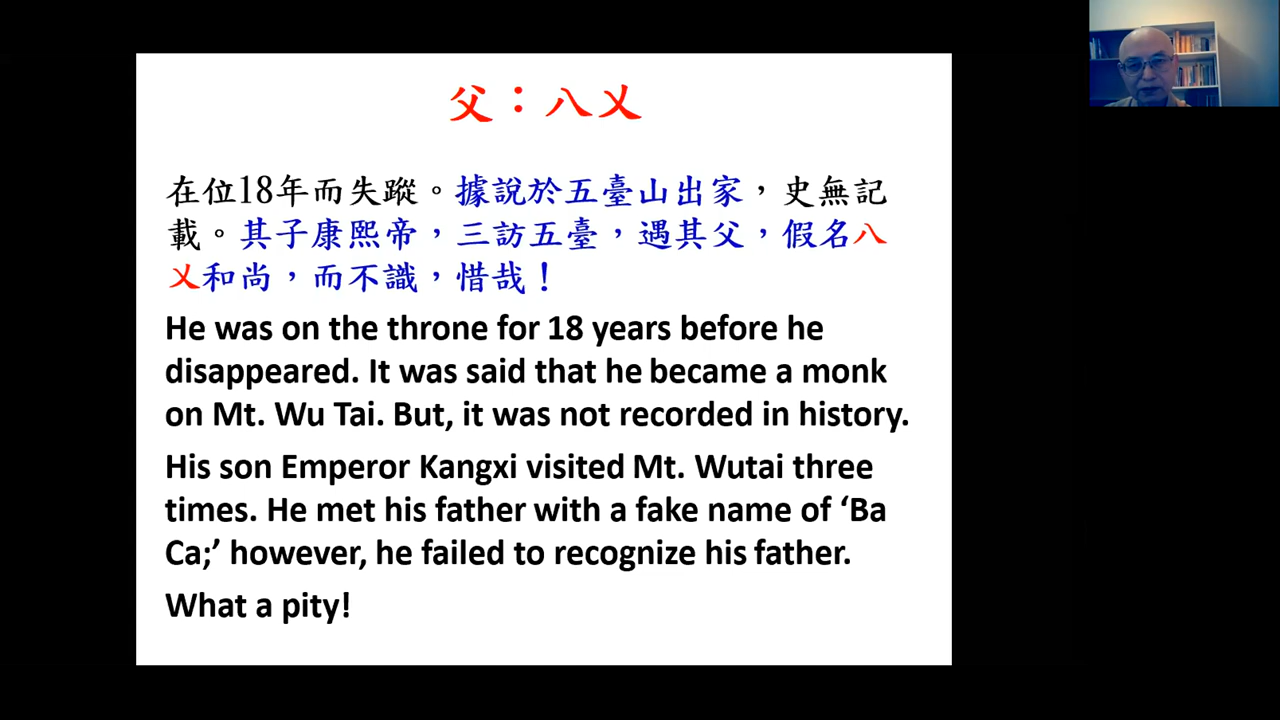 父：八乂
在位18年而失蹤。據說於五臺山出家，史無記
載。其子康熙帝，三訪五臺，遇其父，假名八
乂和尚，而不識，惜哉！
He was on the throne for 18 years before he
disappeared. It was said that he became a monk
on Mt. Wu Tai. But, it was not recorded in history.
His son Emperor Kangxi visited Mt. Wutai three
times. He met his father with a fake name of ‘Ba
Ca;’ however, he failed to recognize his father.
What a pity!